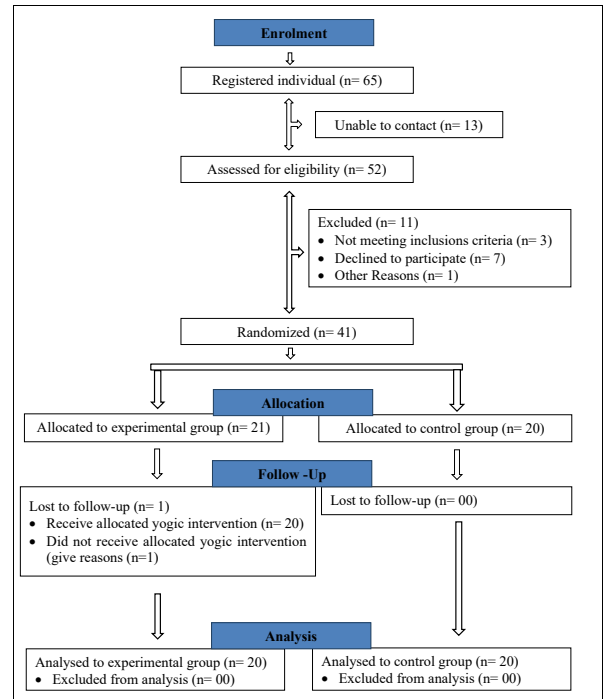 Enrolment
Registered individual (n= 65)
Unable to contact (n= 13)
Assessed for eligibility (n= 52)
Excluded (n= 11)
• Not meeting inclusions criteria (n= 3)
• Declined to participate (n= 7)
• Other Reasons (n= 1)
Randomized (n= 41)
Allocation
Allocated to experimental group (n= 21)
Allocated to control group (n= 20)
Follow -Up
Lost to follow-up (n= 1)
• Receive allocated yogic intervention (n= 20)
• Did not receive allocated yogic intervention
(give reasons (n=1)
Lost to follow-up (n= 00)
Analysis
Analysed to experimental group (n= 20)
• Excluded from analysis (n= 00)
Analysed to control group (n= 20)
• Excluded from analysis (n= 00)